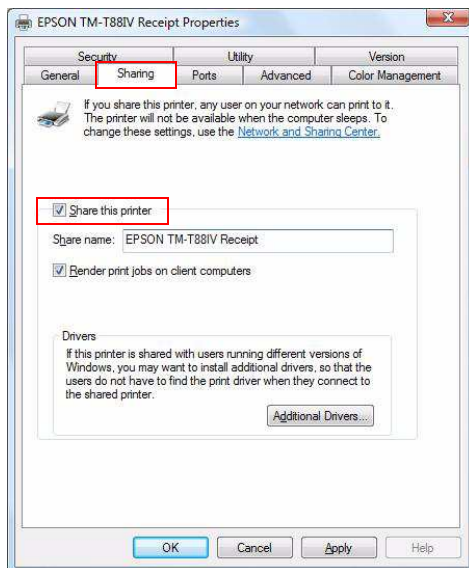 EPSON TM-T88IV Receipt Properties
Security Utility Version
General Sharing Ports Advanced Color Management
If you share this printer, any user on your network can print to it.
The printer will not be available when the computer sleeps. To
change these settings, use the Network and Sharing Center.
Share this printer
Share name: EPSON TM-T88IV Receipt
Render print jobs on client computers
Drivers
If this printer is shared with users running different versions of
Windows, you may want to install additional drivers, so that the
users do not have to find the print driver when they connect to
the shared printer.
Additional Drivers...
OK Cancel Apply Help